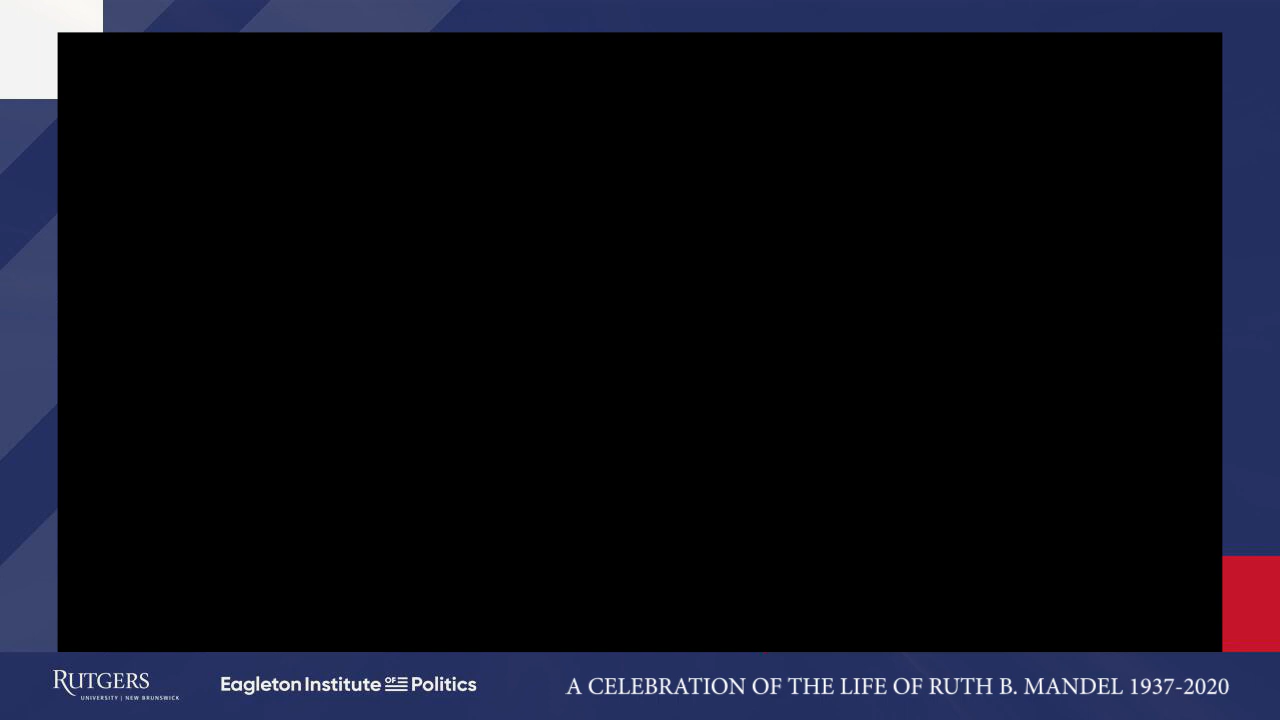 RUTGERS
UNIVERSITY | NEW BRUNSWICK
Eagleton Institute OF Politics
A CELEBRATION OF THE LIFE OF RUTH B. MANDEL 1937-2020